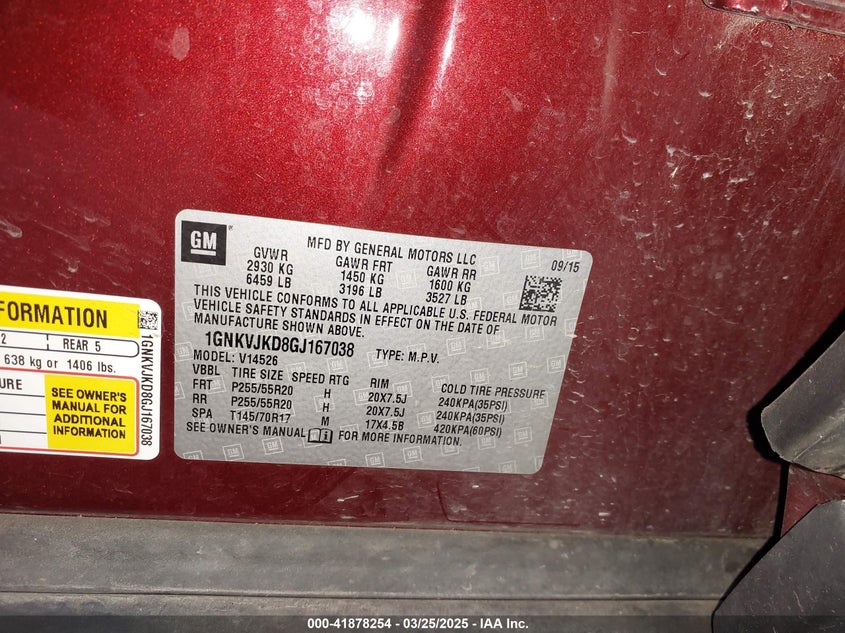 GM
MFD BY GENERAL MOTORS LLC
09/15
GVWR GAWR FRT GAWR RR
2930 KG 1450 KG 1600 KG
6459 LB 3196 LB 3527 LB
THIS VEHICLE CONFORMS TO ALL APPLICABLE U.S. FEDERAL MOTOR
VEHICLE SAFETY STANDARDS IN EFFECT ON THE DATE OF
MANUFACTURE SHOWN ABOVE.
1GNKVJKD8GJ167038 TYPE: M.P.V.
MODEL: V14526
VBBL TIRE SIZE SPEED RTG RIM COLD TIRE PRESSURE
FRT P255/55R20 H 20X7.5J 240KPA(35PSI)
RR P255/55R20 H 20X7.5J 240KPA(35PSI)
SPA T145/70R17 M 17X4.5B 420KPA(60PSI)
SEE OWNER'S MANUAL FOR MORE INFORMATION.
FORMATION
2 REAR 5
638 kg or 1406 lbs.
SEE OWNER'S
MANUAL FOR
ADDITIONAL
INFORMATION
1GNKVJKD8GJ167038
000-41878254 - 03/25/2025 - IAA Inc.